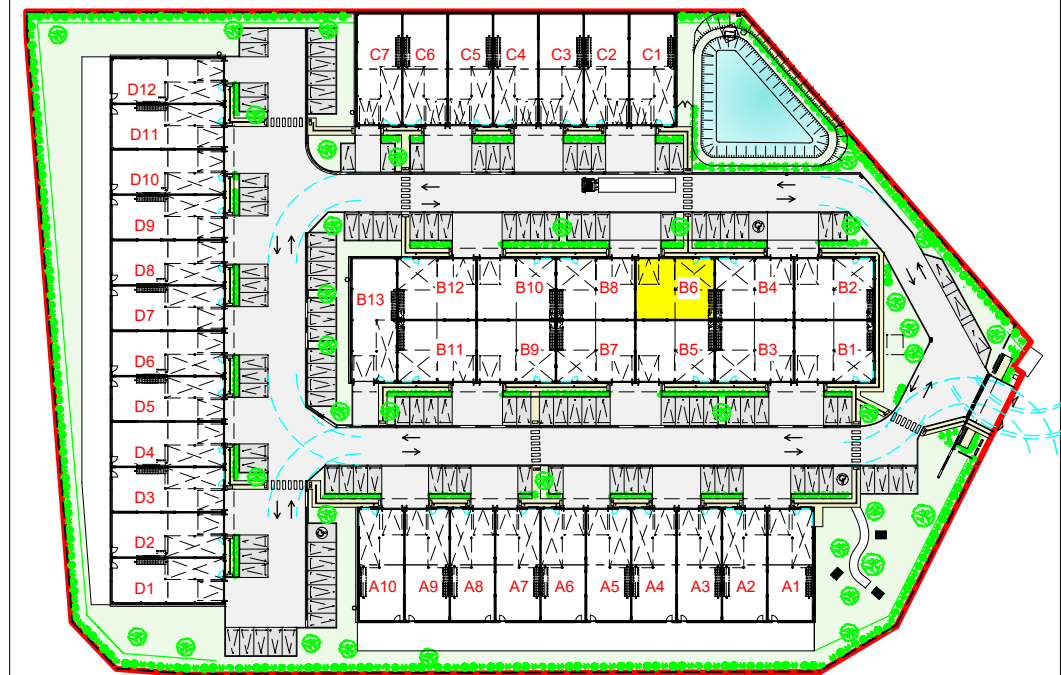 C7 C6 C5 C4 C3 C2 C1
D12
D11
D10
D9
D8
D7
D6
D5
D4
D3
D2
D1
B13 B12 B10 B8 B6 B4 B2
B11 B9 B7 B5 B3 B1
A10 A9 A8 A7 A6 A5 A4 A3 A2 A1